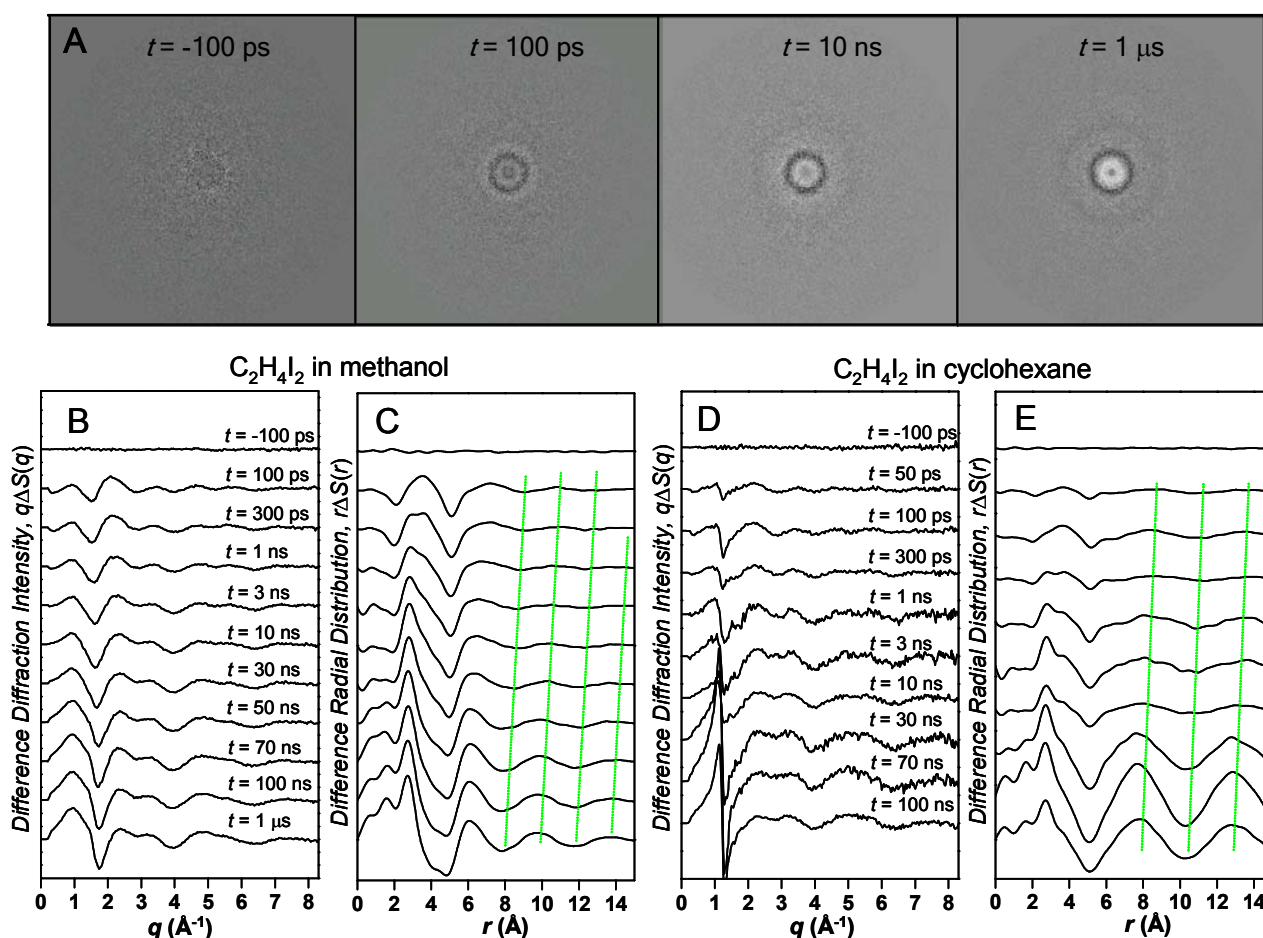 A
t = -100 ps
t = 100 ps
t = 10 ns
t = 1 μs
C₂H₄I₂ in methanol
C₂H₄I₂ in cyclohexane
B
Difference Diffraction Intensity, qΔS(q)
t = -100 ps
t = 100 ps
t = 300 ps
t = 1 ns
t = 3 ns
t = 10 ns
t = 30 ns
t = 50 ns
t = 70 ns
t = 100 ns
t = 1 μs
0 1 2 3 4 5 6 7 8
q (Å⁻¹)
C
Difference Radial Distribution, rΔS(r)
0 2 4 6 8 10 12 14
r (Å)
D
Difference Diffraction Intensity, qΔS(q)
t = -100 ps
t = 50 ps
t = 100 ps
t = 300 ps
t = 1 ns
t = 3 ns
t = 10 ns
t = 30 ns
t = 70 ns
t = 100 ns
0 1 2 3 4 5 6 7 8
q (Å⁻¹)
E
Difference Radial Distribution, rΔS(r)
0 2 4 6 8 10 12 14
r (Å)